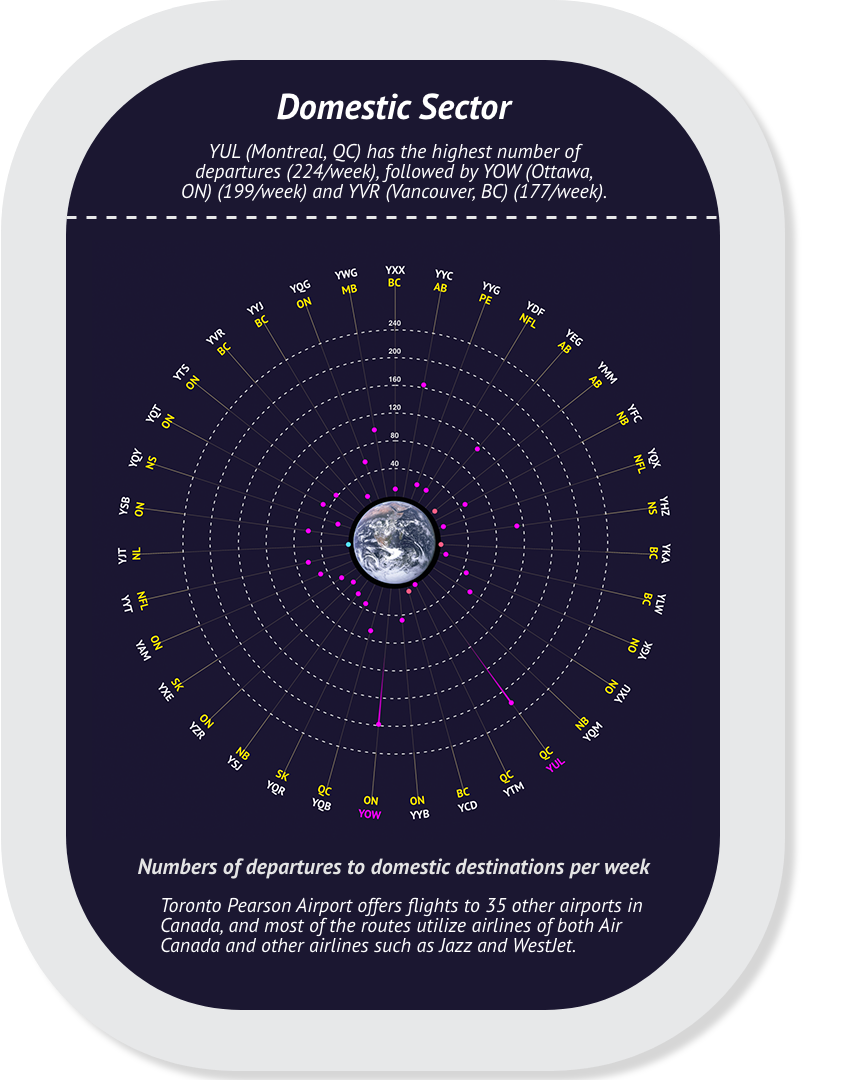 Domestic Sector
YUL (Montreal, QC) has the highest number of
departures (224/week), followed by YOW (Ottawa,
ON) (199/week) and YVR (Vancouver, BC) (177/week).
YXX
BC
YYC
AB
YYG
PE
YDF
NFL
YEG
AB
YMM
AB
YFC
NB
YQX
NFL
YHZ
NS
YKA
BC
YLW
BC
YGK
ON
YXU
ON
YQM
NB
YUL
QC
YTM
QC
YCD
BC
YYB
ON
YOW
ON
YQB
QC
YQR
SK
YSJ
NB
YZR
ON
YXE
SK
YAM
ON
YYT
NFL
YJT
NL
YSB
ON
YQY
NS
YQT
ON
YTS
ON
YVR
BC
YYJ
BC
YQG
ON
YWG
MB
240
200
160
120
80
40
Numbers of departures to domestic destinations per week
Toronto Pearson Airport offers flights to 35 other airports in
Canada, and most of the routes utilize airlines of both Air
Canada and other airlines such as Jazz and WestJet.